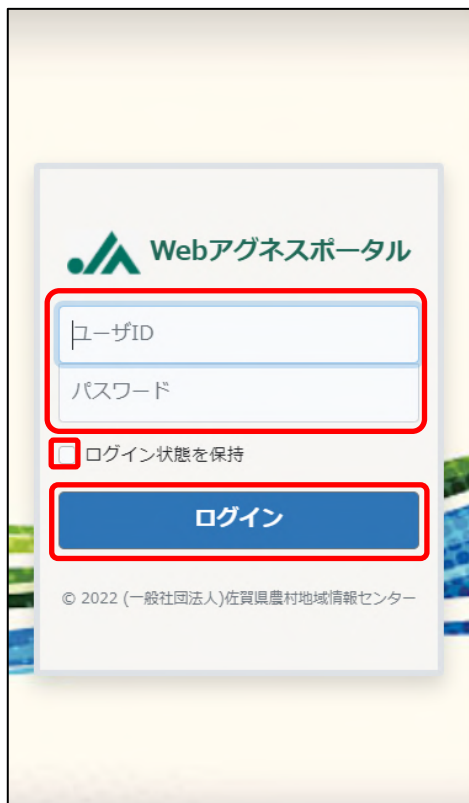 Webアグネスポータル
ユーザID
パスワード
ログイン状態を保持
ログイン
© 2022 (一般社団法人)佐賀県農村地域情報センター